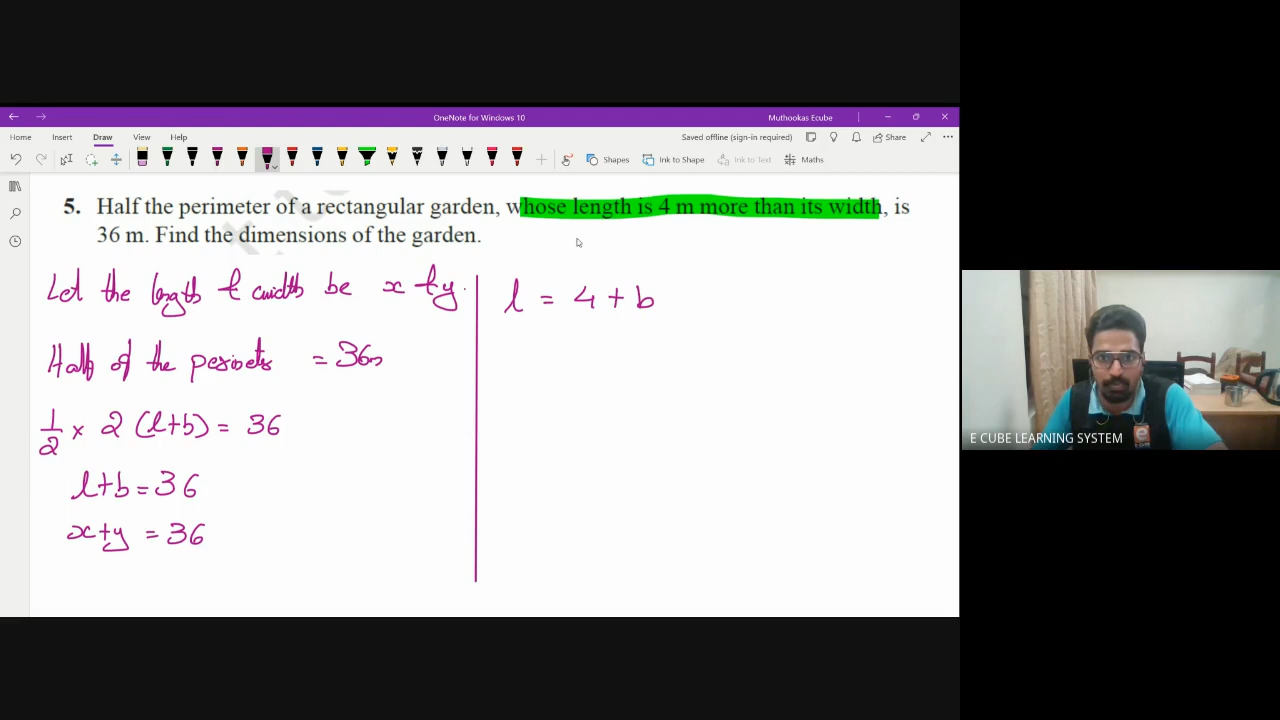 OneNote for Windows 10
Muthookas Ecube
Home Insert Draw View Help
Saved offline (sign-in required)
Share
Shapes
Ink to Shape
Ink to Text
Maths
5. Half the perimeter of a rectangular garden, whose length is 4 m more than its width, is
36 m. Find the dimensions of the garden.
Let the length & width be x & y.
Half of the perimeter = 36m
1/2 × 2 (l+b) = 36
l+b = 36
x+y = 36
l = 4 + b
E CUBE LEARNING SYSTEM